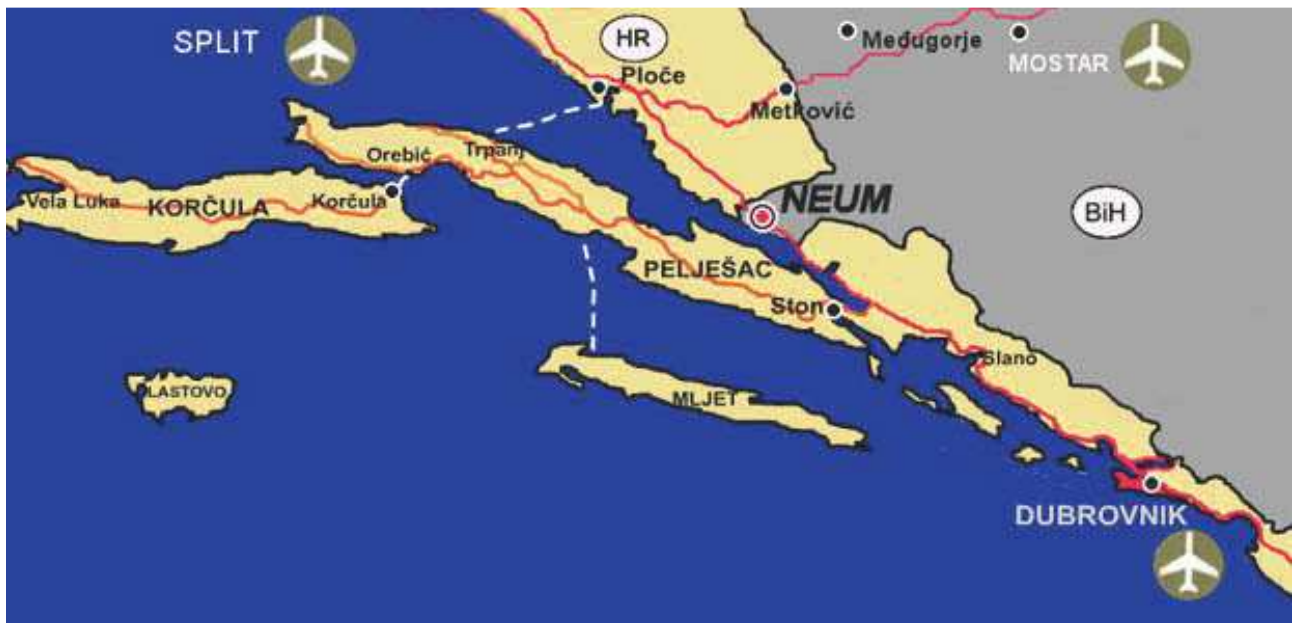 SPLIT
HR
Međugorje
MOSTAR
Ploče
Metković
Orebić
Trpanj
Vela Luka
KORČULA
Korčula
NEUM
BiH
PELJEŠAC
Ston
Slano
LASTOVO
MLJET
DUBROVNIK